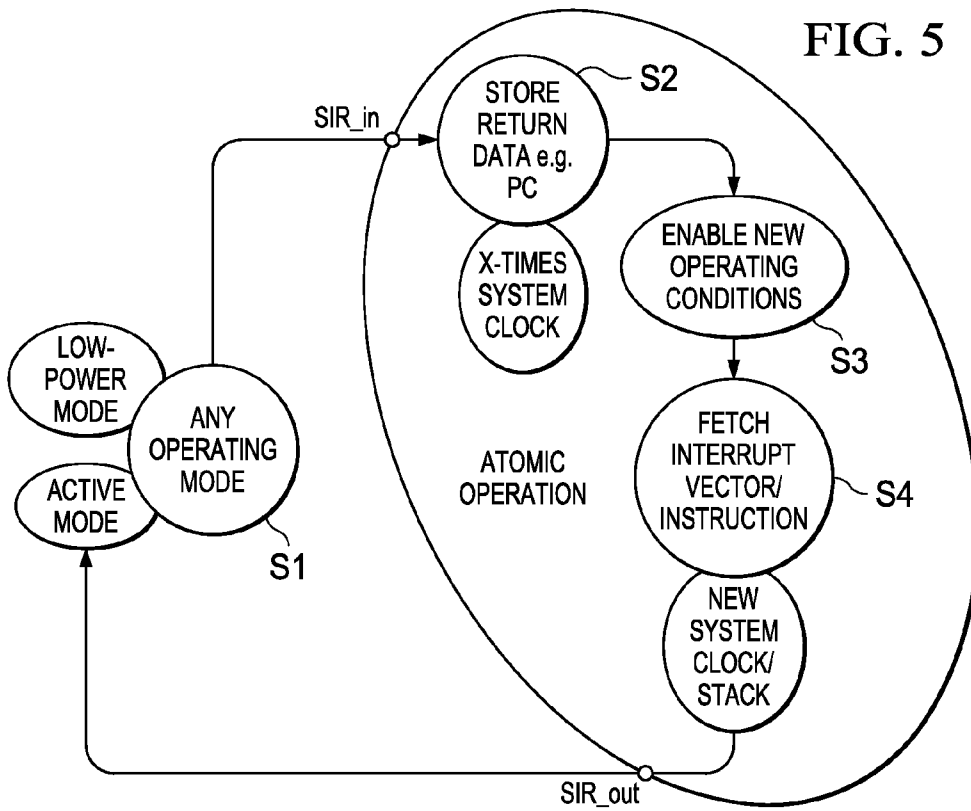 FIG. 5
SIR_in
STORE
RETURN
DATA e.g.
PC
S2
X-TIMES
SYSTEM
CLOCK
ENABLE NEW
OPERATING
CONDITIONS
S3
LOW-
POWER
MODE
ANY
OPERATING
MODE
ACTIVE
MODE
S1
ATOMIC
OPERATION
FETCH
INTERRUPT
VECTOR/
INSTRUCTION
S4
NEW
SYSTEM
CLOCK/
STACK
SIR_out